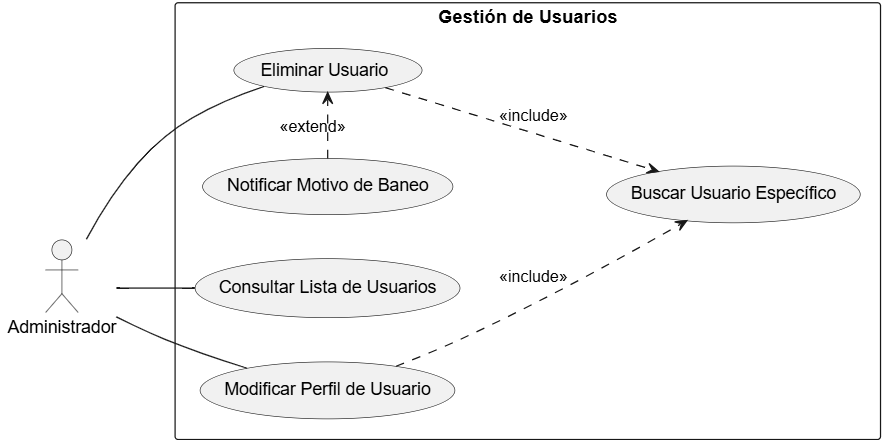 Gestión de Usuarios
Eliminar Usuario
«include»
«extend»
Notificar Motivo de Baneo
Buscar Usuario Específico
«include»
Consultar Lista de Usuarios
Administrador
Modificar Perfil de Usuario